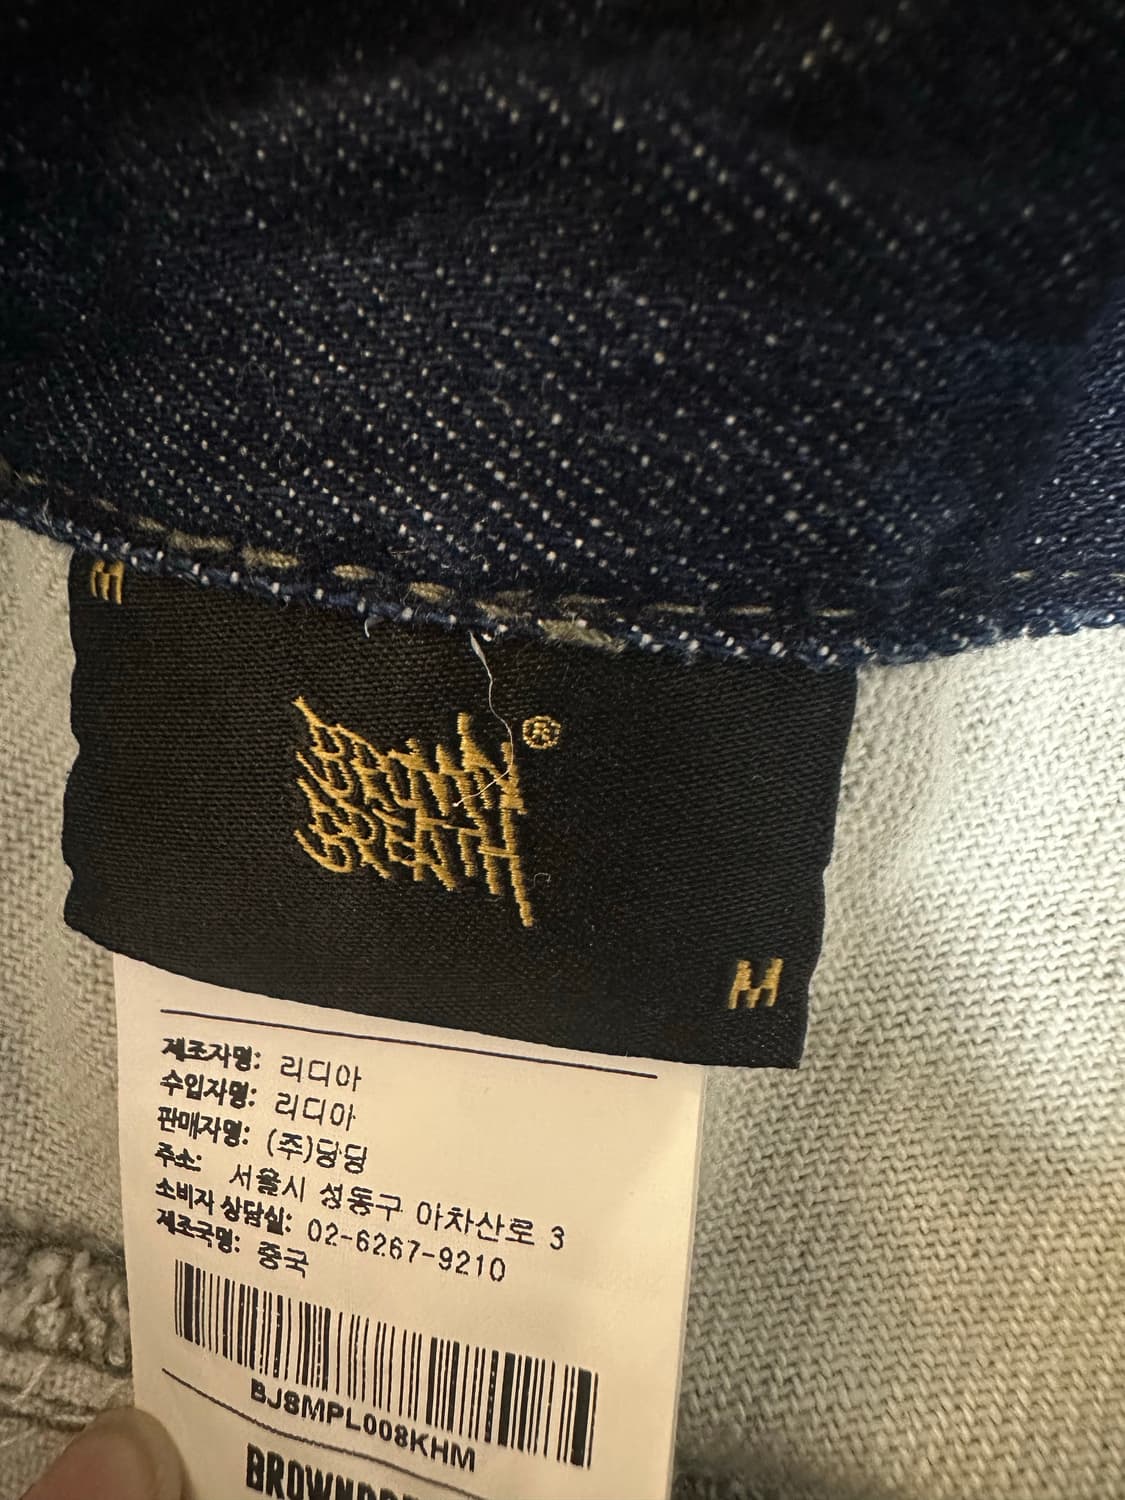 M
BROWN
BREATH
®
M
제조자명: 리디아
수입자명: 리디아
판매자명: (주)당당
주소: 서울시 성동구 아차산로 3
소비자 상담실: 02-6267-9210
제조국명: 중국
BJ8MPL008KHM